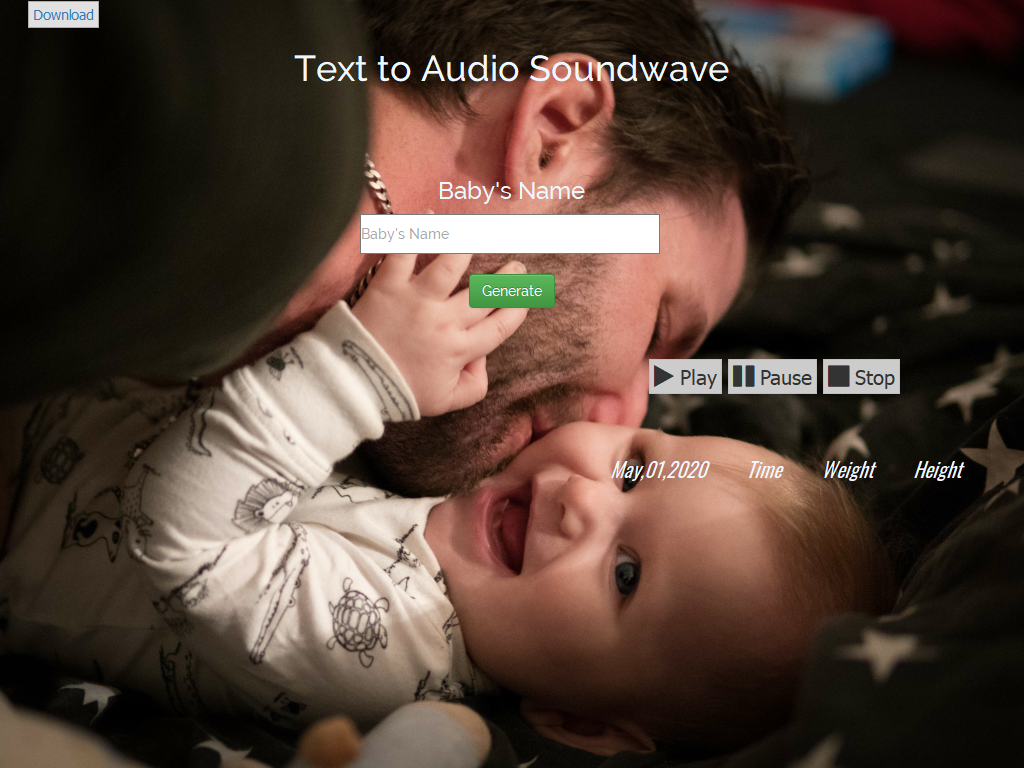 Download
Text to Audio Soundwave
Baby's Name
Baby's Name
Generate
Play Pause Stop
May,01,2020 Time Weight Height